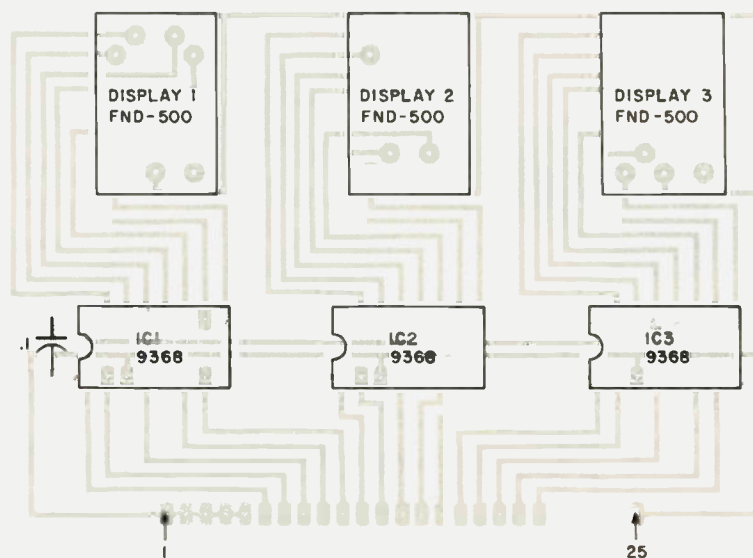 DISPLAY 1
FND-500
DISPLAY 2
FND-500
DISPLAY 3
FND-500
.1
IC1
9368
IC2
9368
IC3
9368
1
25